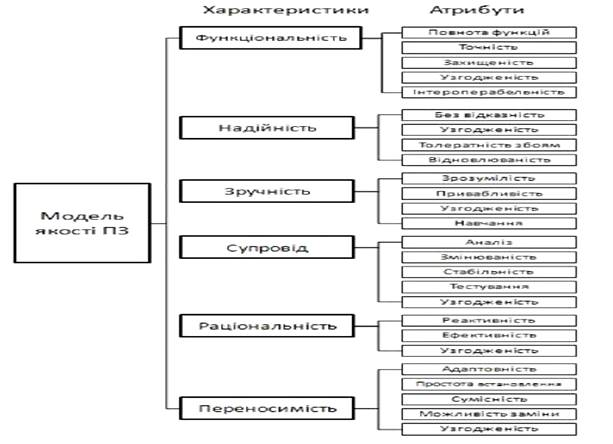 Характеристики Атрибути
Функціональність
Повнота функцій
Точність
Захищеність
Узгодженість
Інтероперабельність
Надійність
Без відказність
Узгодженість
Толератність збоям
Відновлюваність
Модель
якості ПЗ
Зручність
Зрозумілість
Привабливість
Узгодженість
Навчання
Супровід
Аналіз
Змінюваність
Стабільність
Тестування
Узгодженість
Раціональність
Реактивність
Ефективність
Узгодженість
Переносимість
Адаптовність
Простота встановлення
Сумісність
Можливість заміни
Узгодженість